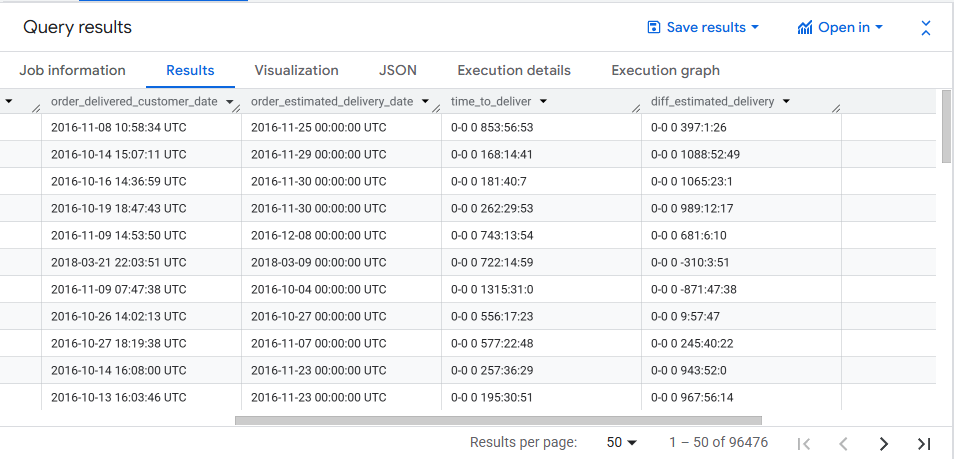 Query results Save results Open in
Job information Results Visualization JSON Execution details Execution graph
order_delivered_customer_date order_estimated_delivery_date time_to_deliver diff_estimated_delivery
2016-11-08 10:58:34 UTC 2016-11-25 00:00:00 UTC 0-0 0 853:56:53 0-0 0 397:1:26
2016-10-14 15:07:11 UTC 2016-11-29 00:00:00 UTC 0-0 0 168:14:41 0-0 0 1088:52:49
2016-10-16 14:36:59 UTC 2016-11-30 00:00:00 UTC 0-0 0 181:40:7 0-0 0 1065:23:1
2016-10-19 18:47:43 UTC 2016-11-30 00:00:00 UTC 0-0 0 262:29:53 0-0 0 989:12:17
2016-11-09 14:53:50 UTC 2016-12-08 00:00:00 UTC 0-0 0 743:13:54 0-0 0 681:6:10
2018-03-21 22:03:51 UTC 2018-03-09 00:00:00 UTC 0-0 0 722:14:59 0-0 0 -310:3:51
2016-11-09 07:47:38 UTC 2016-10-04 00:00:00 UTC 0-0 0 1315:31:0 0-0 0 -871:47:38
2016-10-26 14:02:13 UTC 2016-10-27 00:00:00 UTC 0-0 0 556:17:23 0-0 0 9:57:47
2016-10-27 18:19:38 UTC 2016-11-07 00:00:00 UTC 0-0 0 577:22:48 0-0 0 245:40:22
2016-10-14 16:08:00 UTC 2016-11-23 00:00:00 UTC 0-0 0 257:36:29 0-0 0 943:52:0
2016-10-13 16:03:46 UTC 2016-11-23 00:00:00 UTC 0-0 0 195:30:51 0-0 0 967:56:14
Results per page: 50 1 – 50 of 96476